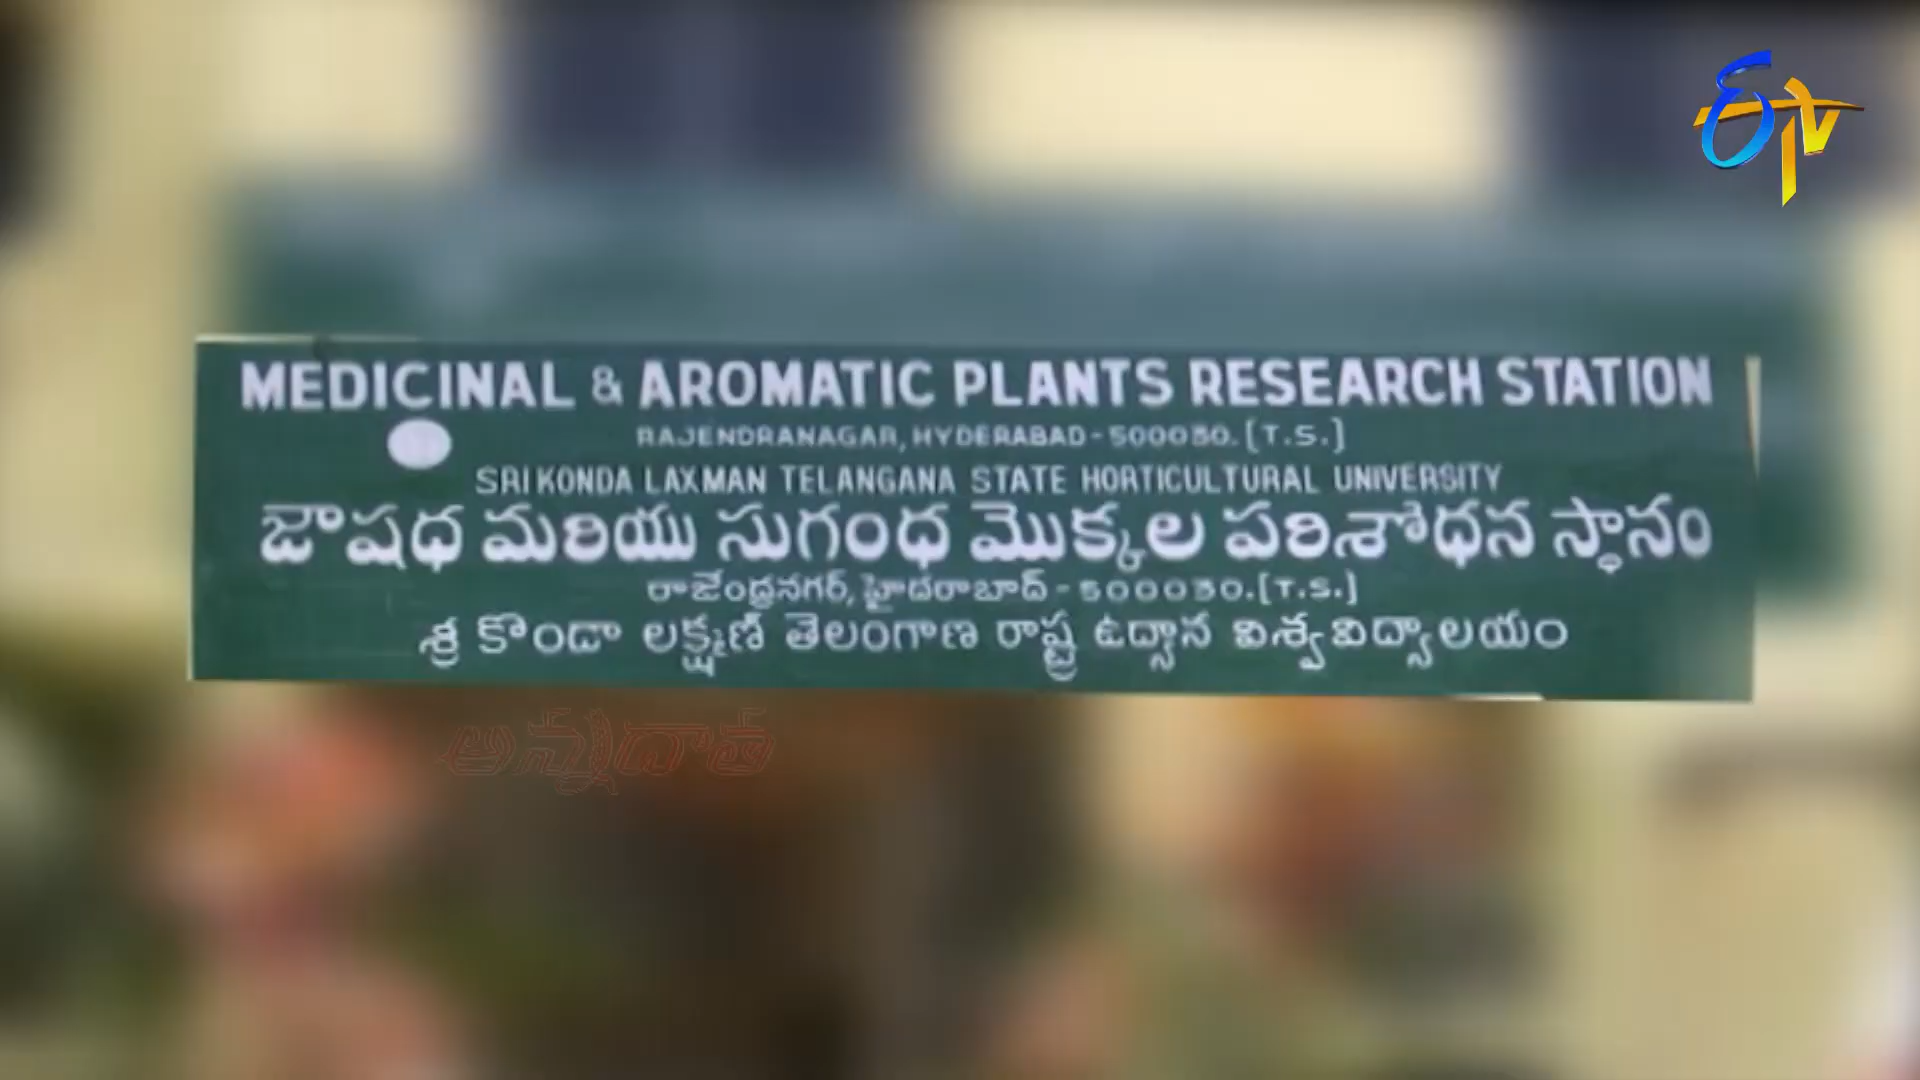 ETV
MEDICINAL & AROMATIC PLANTS RESEARCH STATION
RAJENDRANAGAR, HYDERABAD - 500030. [T.S.]
SRI KONDA LAXMAN TELANGANA STATE HORTICULTURAL UNIVERSITY
ఔషధ మరియు సుగంధ మొక్కల పరిశోధన స్థానం
రాజేంద్రనగర్, హైదరాబాద్ - 500030. [T.S.]
శ్రీ కొండా లక్ష్మణ్ తెలంగాణ రాష్ట్ర ఉద్యాన విశ్వవిద్యాలయం
అన్నదాత